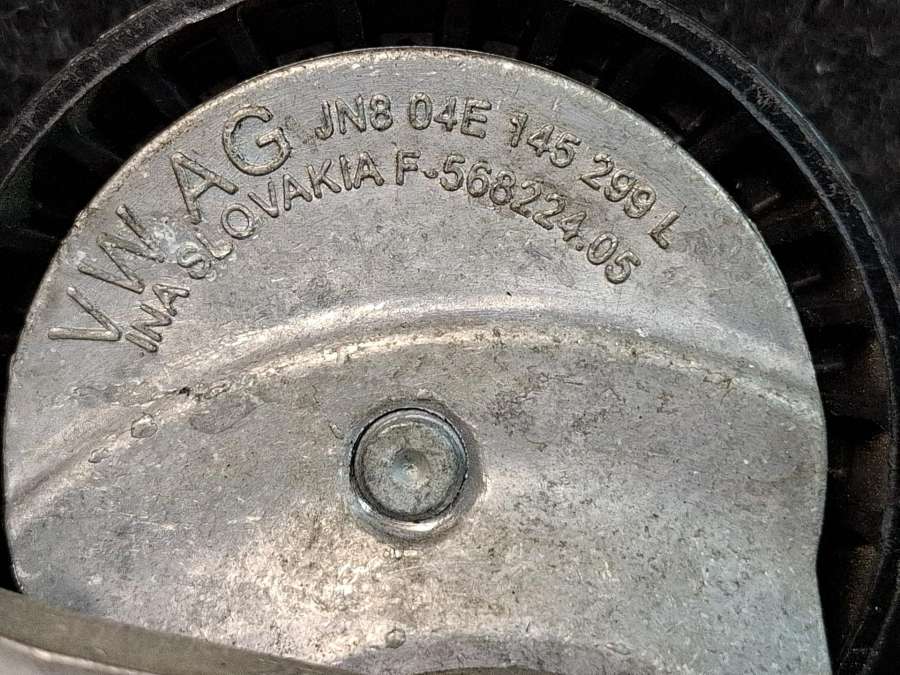 VW AG JN8 04E 145 299 L
INA SLOVAKIA F-568224.05